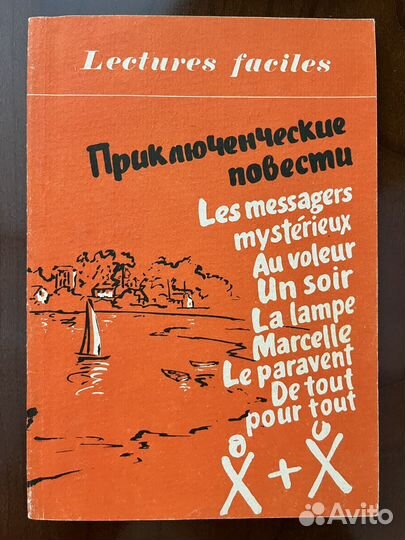 Lectures faciles
Приключенческие
повести
Les messagers
mystérieux
Au voleur
Un soir
La lampe
Marcelle
Le paravent
De tout
pour tout
X + X
Avito